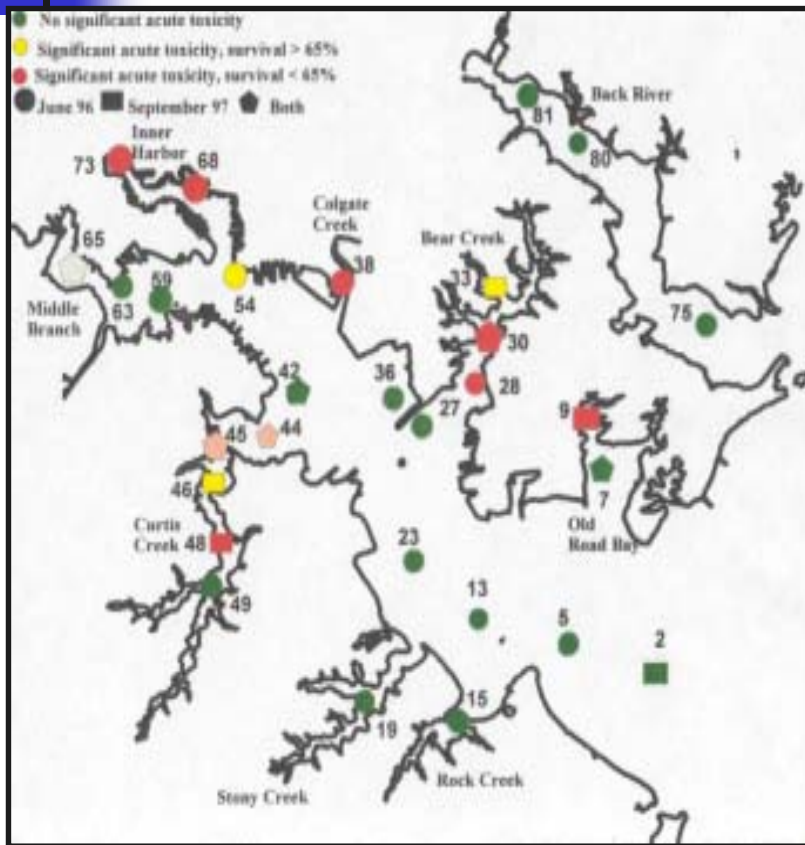 No significant acute toxicity
Significant acute toxicity, survival > 65%
Significant acute toxicity, survival < 65%
June 96 September 97 Both
Inner
Harbor
73
68
Back River
81
80
Colgate
Creek
38
Bear Creek
33
65
Middle
Branch
63
59
54
75
30
28
42
36
27
9
45
44
46
7
Old
Road Bay
Curtis
Creek
48
49
23
13
5
2
19
15
Stony Creek
Rock Creek